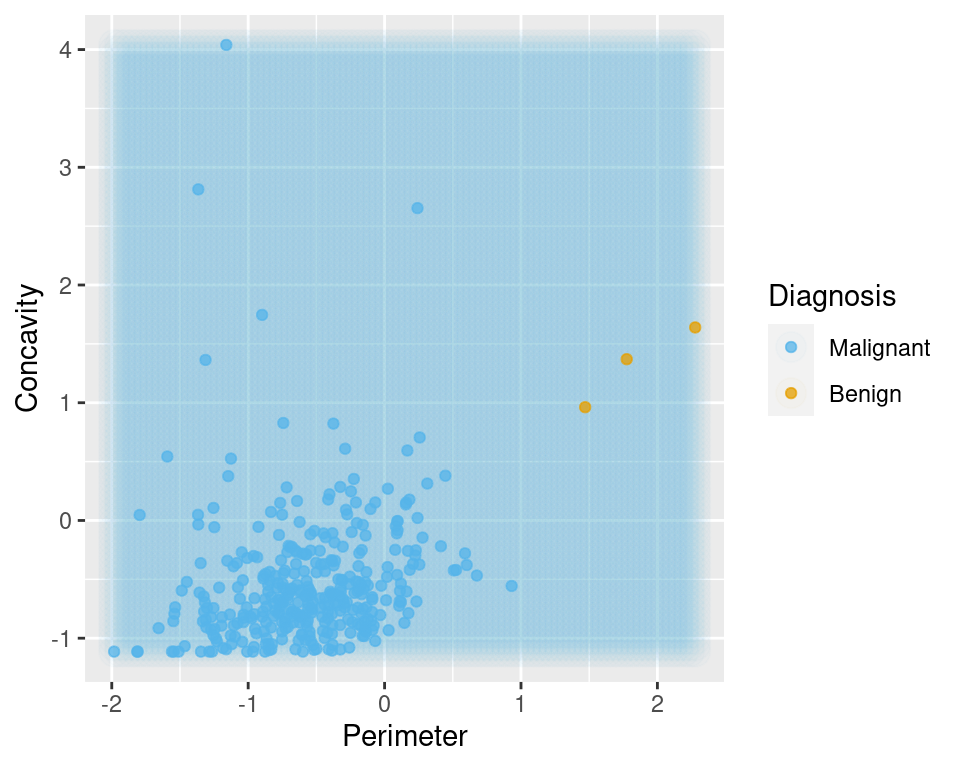 4
3
2
1
0
-1
-2 -1 0 1 2
Perimeter
Concavity
Diagnosis
Malignant
Benign